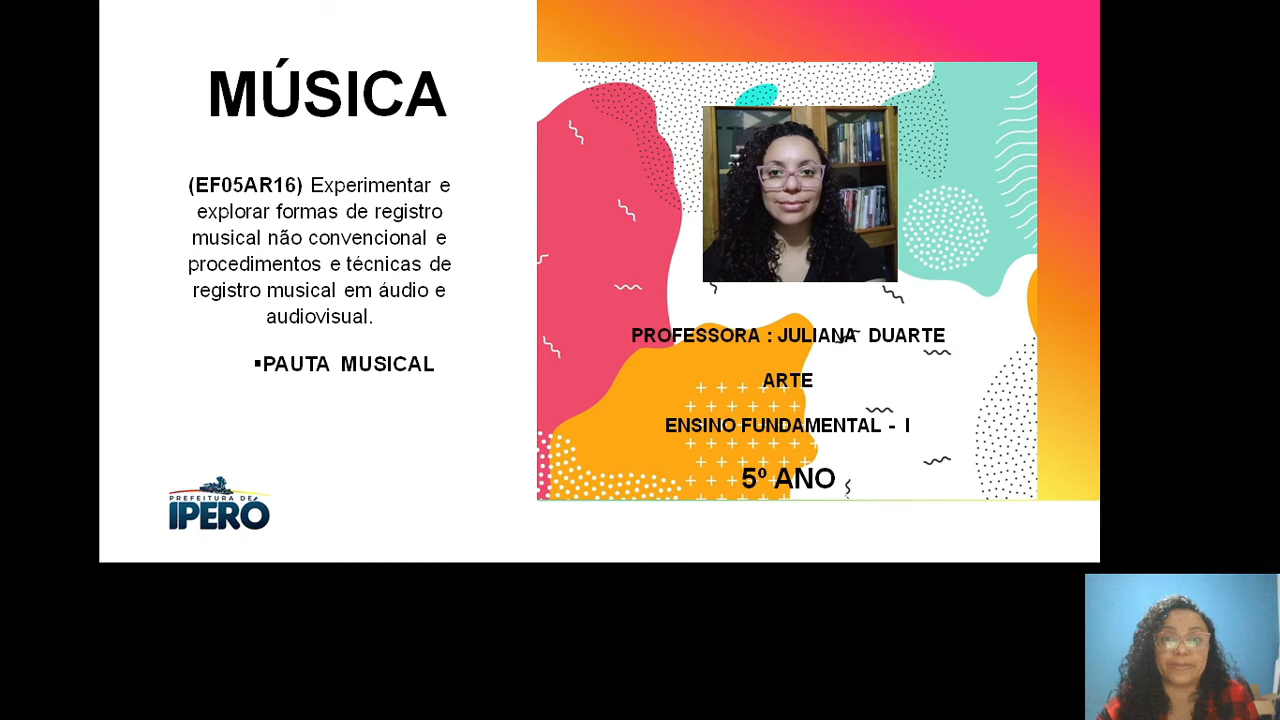 MÚSICA
(EF05AR16) Experimentar e
explorar formas de registro
musical não convencional e
procedimentos e técnicas de
registro musical em áudio e
audiovisual.
▪PAUTA MUSICAL
PREFEITURA DE
IPERÓ
PROFESSORA : JULIANA DUARTE
ARTE
ENSINO FUNDAMENTAL - I
5º ANO